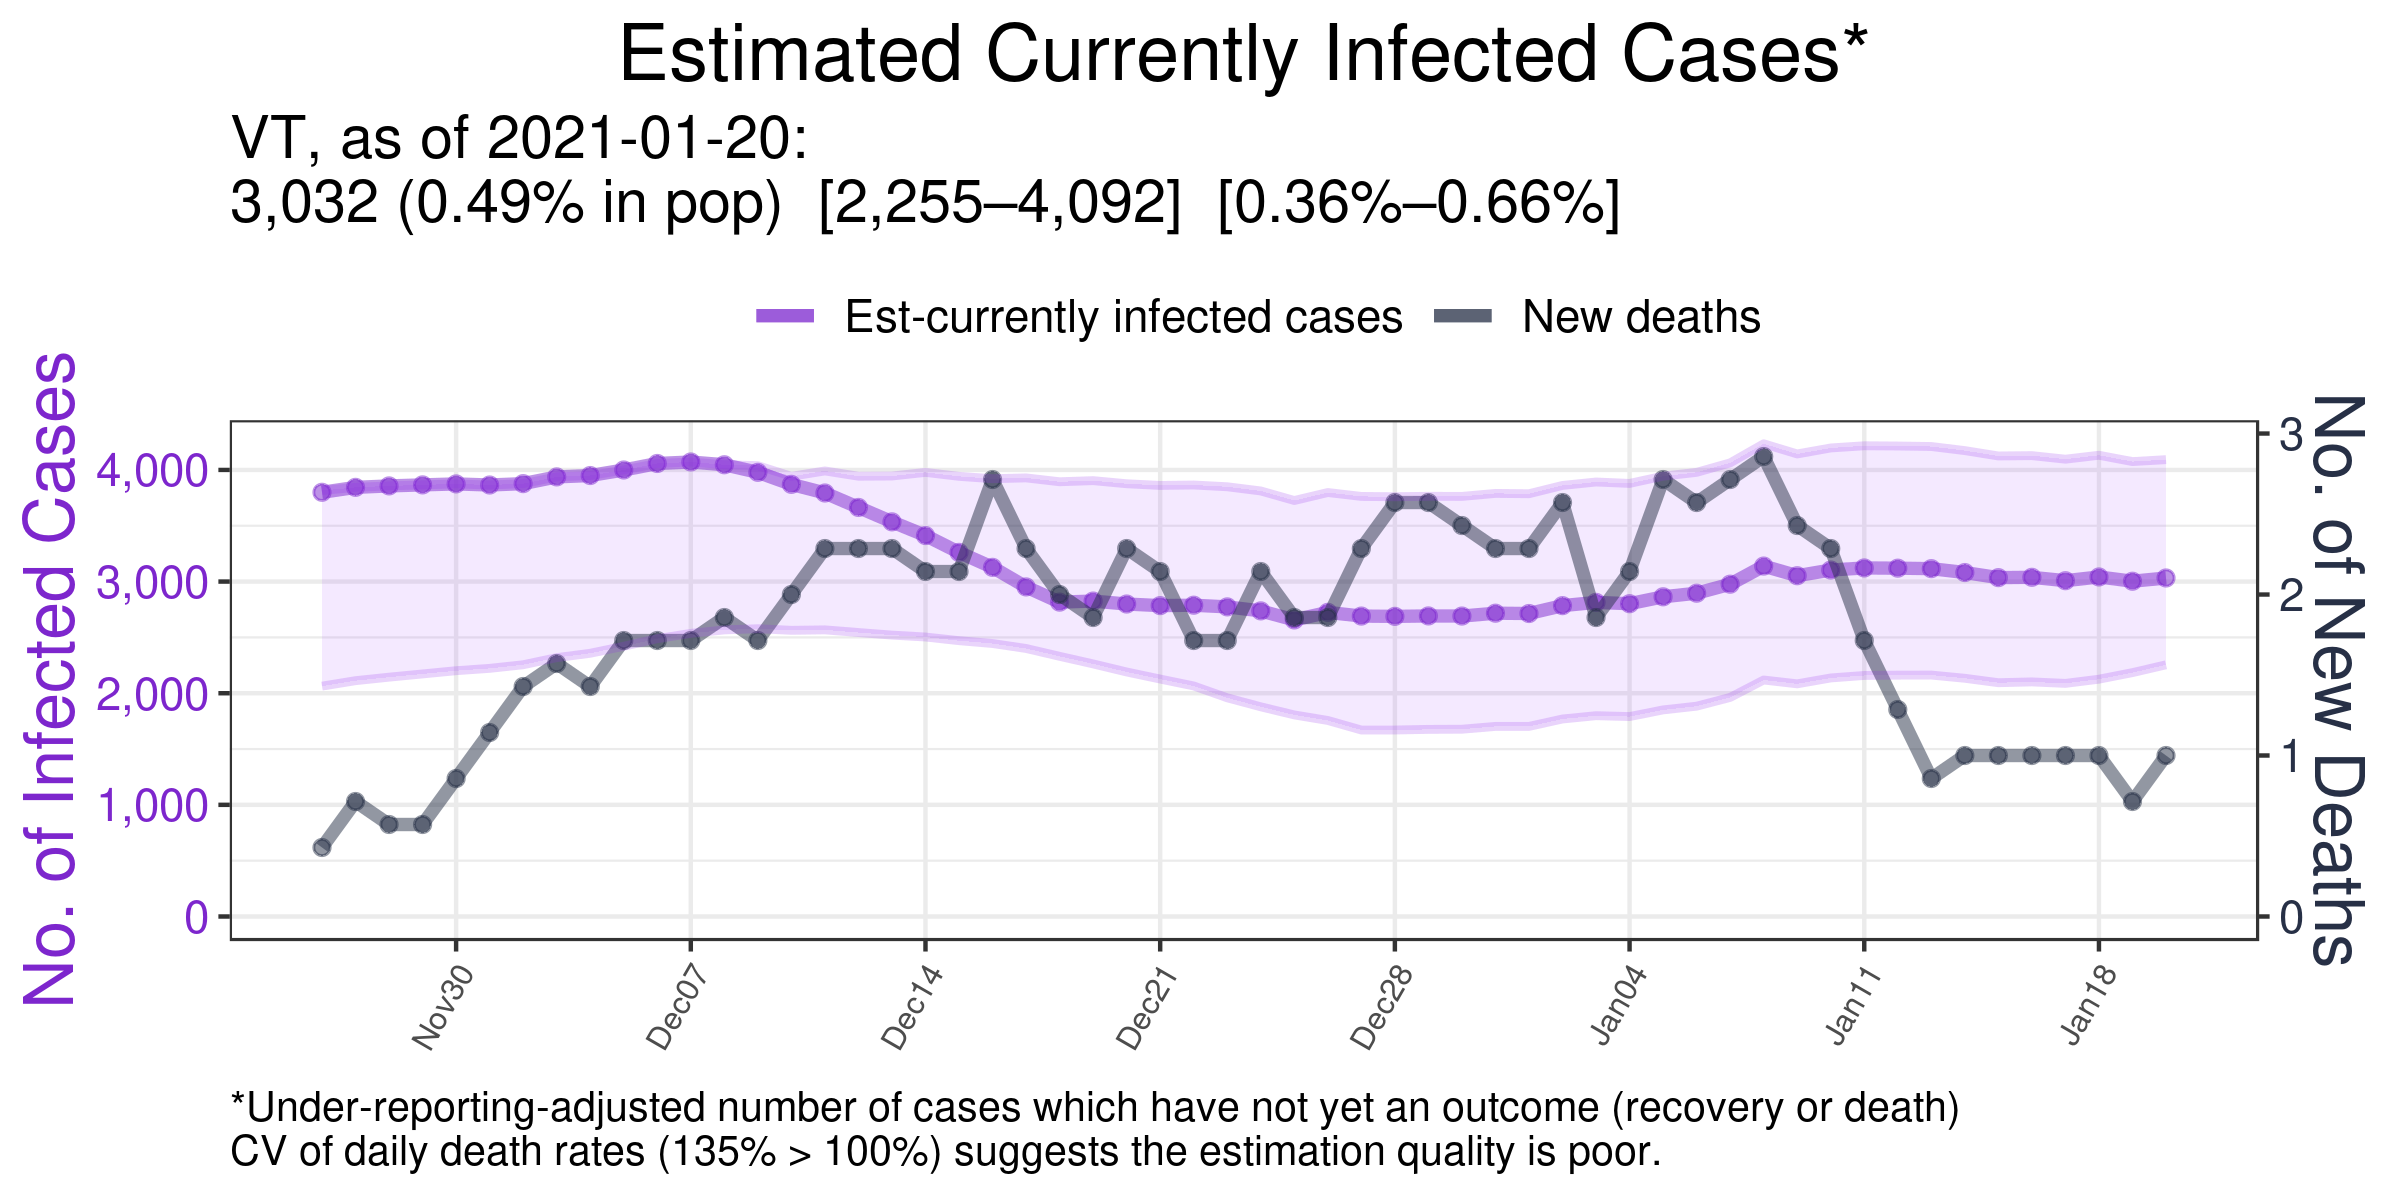 Estimated Currently Infected Cases*
VT, as of 2021-01-20:
3,032 (0.49% in pop)  [2,255–4,092]  [0.36%–0.66%]
Est-currently infected cases
New deaths
No. of Infected Cases
4,000
3,000
2,000
1,000
0
3
2
1
0
No. of New Deaths
Nov30
Dec07
Dec14
Dec21
Dec28
Jan04
Jan11
Jan18
*Under-reporting-adjusted number of cases which have not yet an outcome (recovery or death)
CV of daily death rates (135% > 100%) suggests the estimation quality is poor.